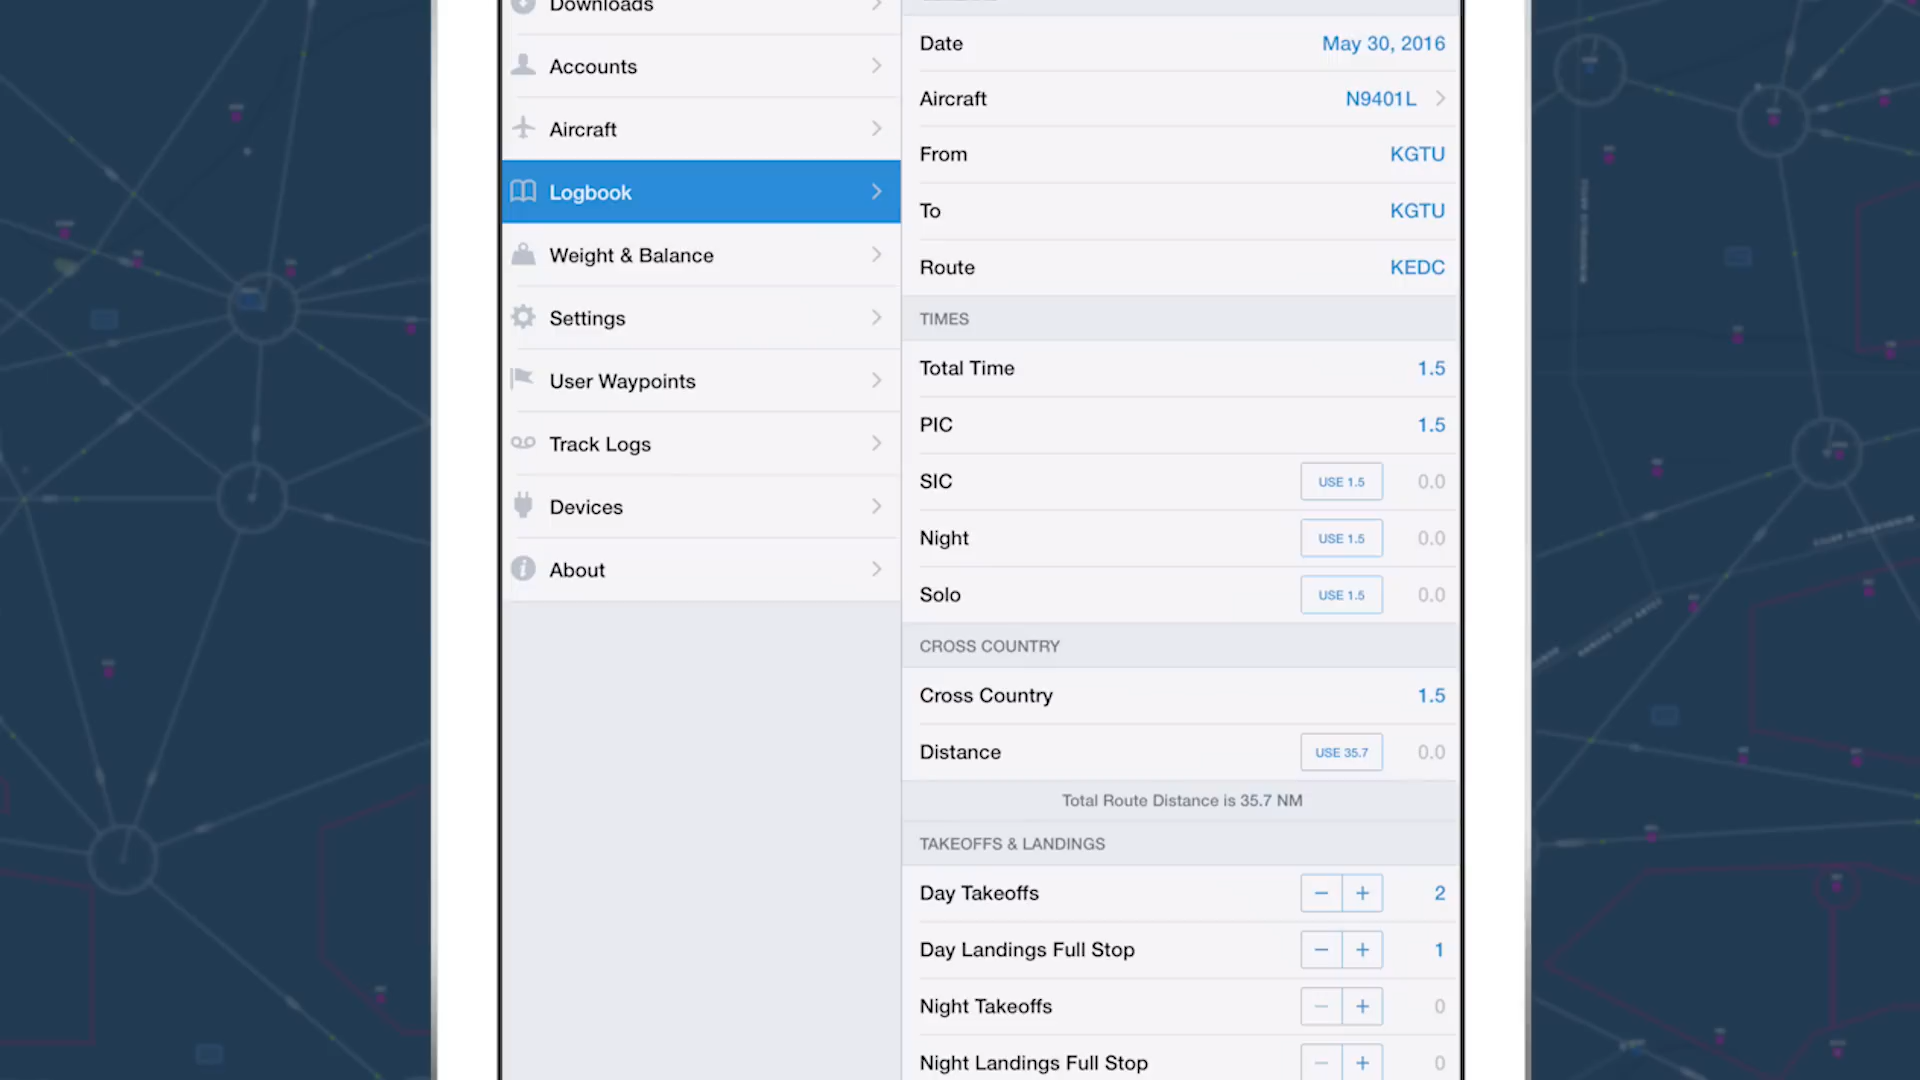 Downloads
Accounts
Aircraft
Logbook
Weight & Balance
Settings
User Waypoints
Track Logs
Devices
About
Date May 30, 2016
Aircraft N9401L
From KGTU
To KGTU
Route KEDC
TIMES
Total Time 1.5
PIC 1.5
SIC USE 1.5 0.0
Night USE 1.5 0.0
Solo USE 1.5 0.0
CROSS COUNTRY
Cross Country 1.5
Distance USE 35.7 0.0
Total Route Distance is 35.7 NM
TAKEOFFS & LANDINGS
Day Takeoffs − + 2
Day Landings Full Stop − + 1
Night Takeoffs − + 0
Night Landings Full Stop − + 0